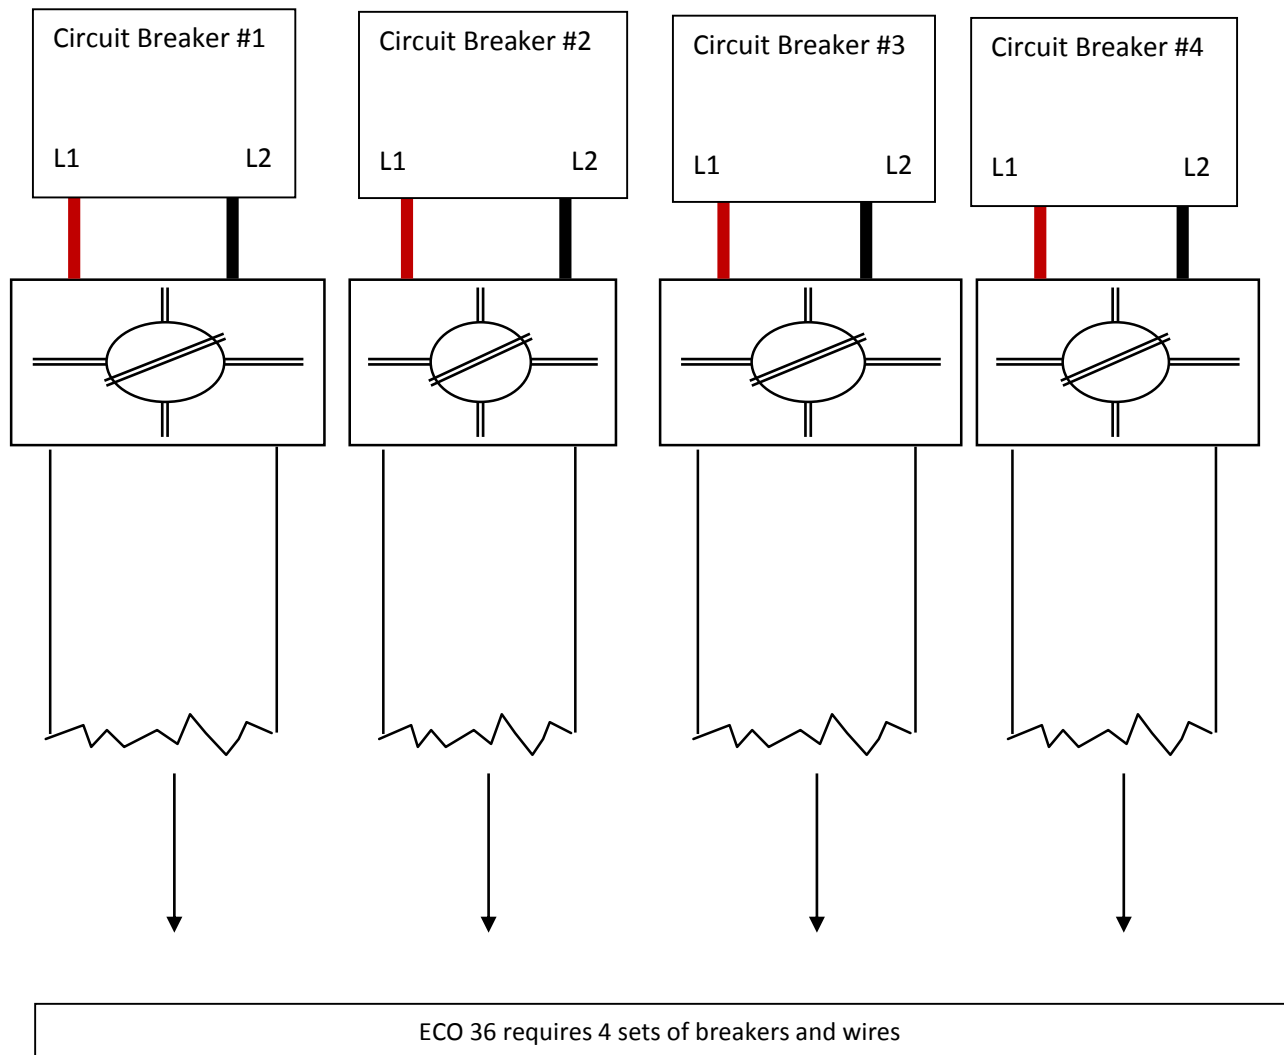 Circuit Breaker #1
L1 L2
Circuit Breaker #2
L1 L2
Circuit Breaker #3
L1 L2
Circuit Breaker #4
L1 L2
ECO 36 requires 4 sets of breakers and wires